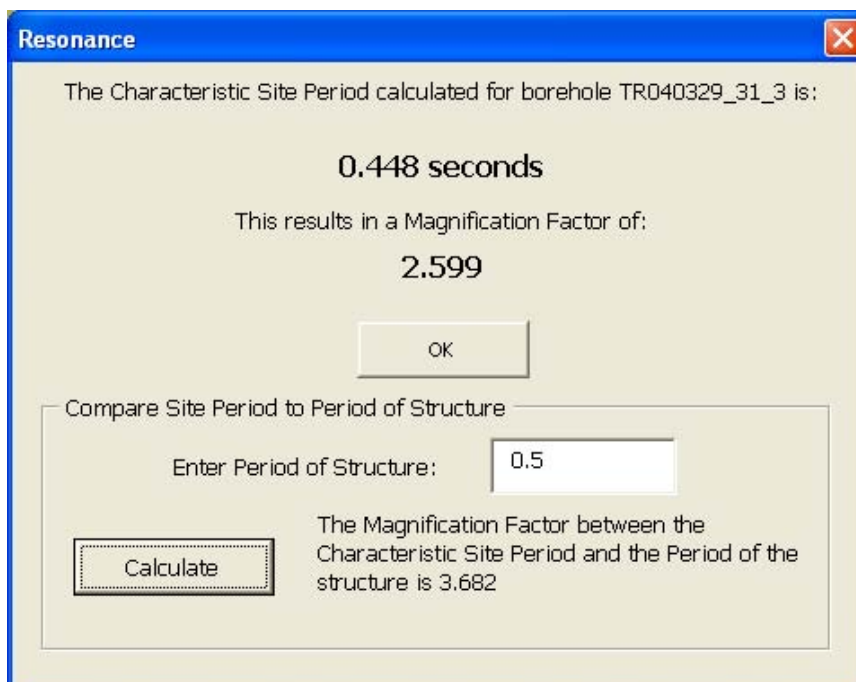 Resonance
The Characteristic Site Period calculated for borehole TR040329_31_3 is:
0.448 seconds
This results in a Magnification Factor of:
2.599
OK
Compare Site Period to Period of Structure
Enter Period of Structure:
0.5
Calculate
The Magnification Factor between the
Characteristic Site Period and the Period of the
structure is 3.682